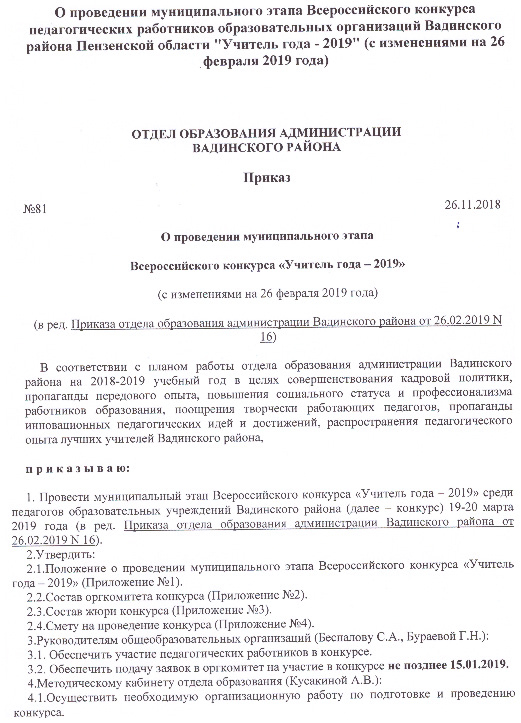 О проведении муниципального этапа Всероссийского конкурса
педагогических работников образовательных организаций Вадинского
района Пензенской области "Учитель года - 2019" (с изменениями на 26
февраля 2019 года)
ОТДЕЛ ОБРАЗОВАНИЯ АДМИНИСТРАЦИИ
ВАДИНСКОГО РАЙОНА
Приказ
№81 26.11.2018
О проведении муниципального этапа
Всероссийского конкурса «Учитель года – 2019»
(с изменениями на 26 февраля 2019 года)
(в ред. Приказа отдела образования администрации Вадинского района от 26.02.2019 N
16)
В соответствии с планом работы отдела образования администрации Вадинского
района на 2018-2019 учебный год в целях совершенствования кадровой политики,
пропаганды передового опыта, повышения социального статуса и профессионализма
работников образования, поощрения творчески работающих педагогов, пропаганды
инновационных педагогических идей и достижений, распространения педагогического
опыта лучших учителей Вадинского района,
п р и к а з ы в а ю:
1. Провести муниципальный этап Всероссийского конкурса «Учитель года – 2019» среди
педагогов образовательных учреждений Вадинского района (далее – конкурс) 19-20 марта
2019 года (в ред. Приказа отдела образования администрации Вадинского района от
26.02.2019 N 16).
2.Утвердить:
2.1.Положение о проведении муниципального этапа Всероссийского конкурса «Учитель
года – 2019» (Приложение №1).
2.2.Состав оргкомитета конкурса (Приложение №2).
2.3.Состав жюри конкурса (Приложение №3).
2.4.Смету на проведение конкурса (Приложение №4).
3.Руководителям общеобразовательных организаций (Беспалову С.А., Бураевой Г.Н.):
3.1. Обеспечить участие педагогических работников в конкурсе.
3.2. Обеспечить подачу заявок в оргкомитет на участие в конкурсе не позднее 15.01.2019.
4.Методическому кабинету отдела образования (Кусакиной А.В.):
4.1.Осуществить необходимую организационную работу по подготовке и проведению
конкурса.